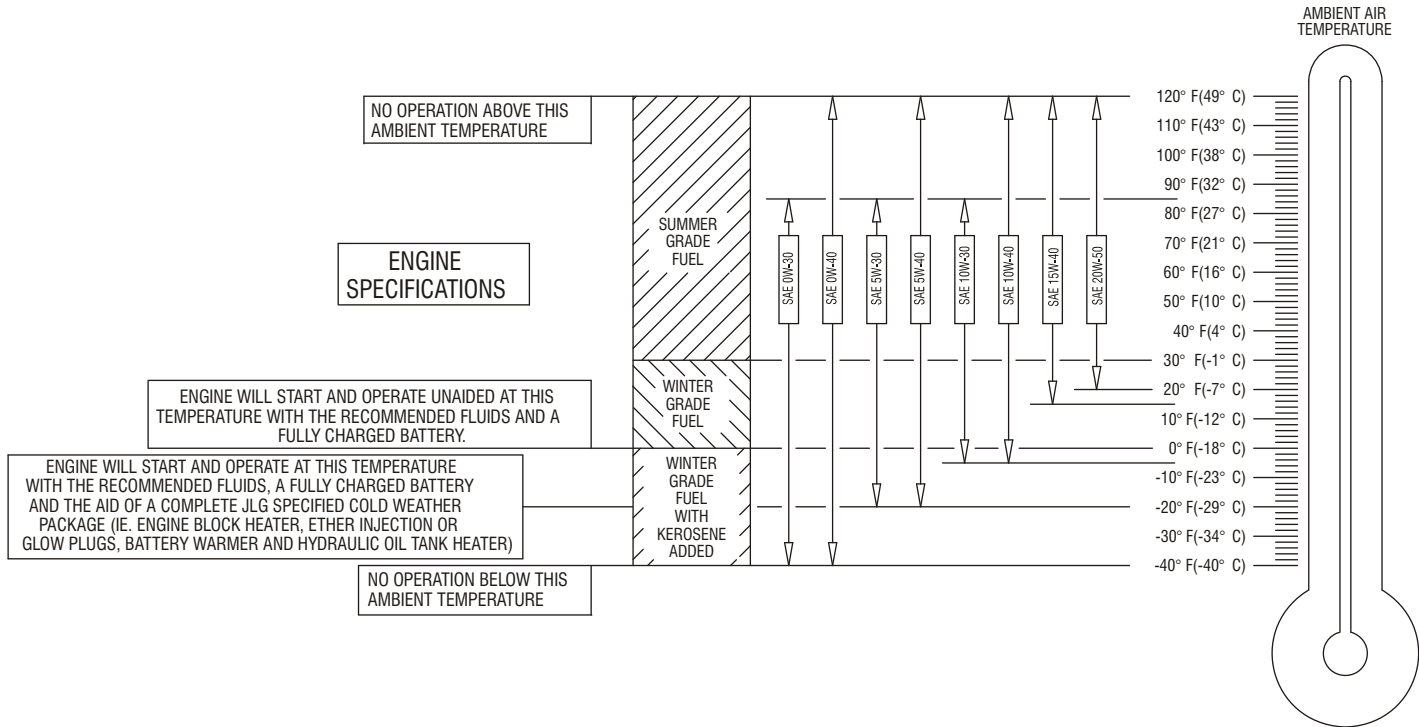 AMBIENT AIR
TEMPERATURE
NO OPERATION ABOVE THIS
AMBIENT TEMPERATURE
ENGINE
SPECIFICATIONS
ENGINE WILL START AND OPERATE UNAIDED AT THIS
TEMPERATURE WITH THE RECOMMENDED FLUIDS AND A
FULLY CHARGED BATTERY.
ENGINE WILL START AND OPERATE AT THIS TEMPERATURE
WITH THE RECOMMENDED FLUIDS, A FULLY CHARGED BATTERY
AND THE AID OF A COMPLETE JLG SPECIFIED COLD WEATHER
PACKAGE (IE. ENGINE BLOCK HEATER, ETHER INJECTION OR
GLOW PLUGS, BATTERY WARMER AND HYDRAULIC OIL TANK HEATER)
NO OPERATION BELOW THIS
AMBIENT TEMPERATURE
SUMMER
GRADE
FUEL
WINTER
GRADE
FUEL
WINTER
GRADE
FUEL
WITH
KEROSENE
ADDED
SAE 0W-30
SAE 0W-40
SAE 5W-30
SAE 5W-40
SAE 10W-30
SAE 10W-40
SAE 15W-40
SAE 20W-50
120° F(49° C)
110° F(43° C)
100° F(38° C)
90° F(32° C)
80° F(27° C)
70° F(21° C)
60° F(16° C)
50° F(10° C)
40° F(4° C)
30° F(-1° C)
20° F(-7° C)
10° F(-12° C)
0° F(-18° C)
-10° F(-23° C)
-20° F(-29° C)
-30° F(-34° C)
-40° F(-40° C)